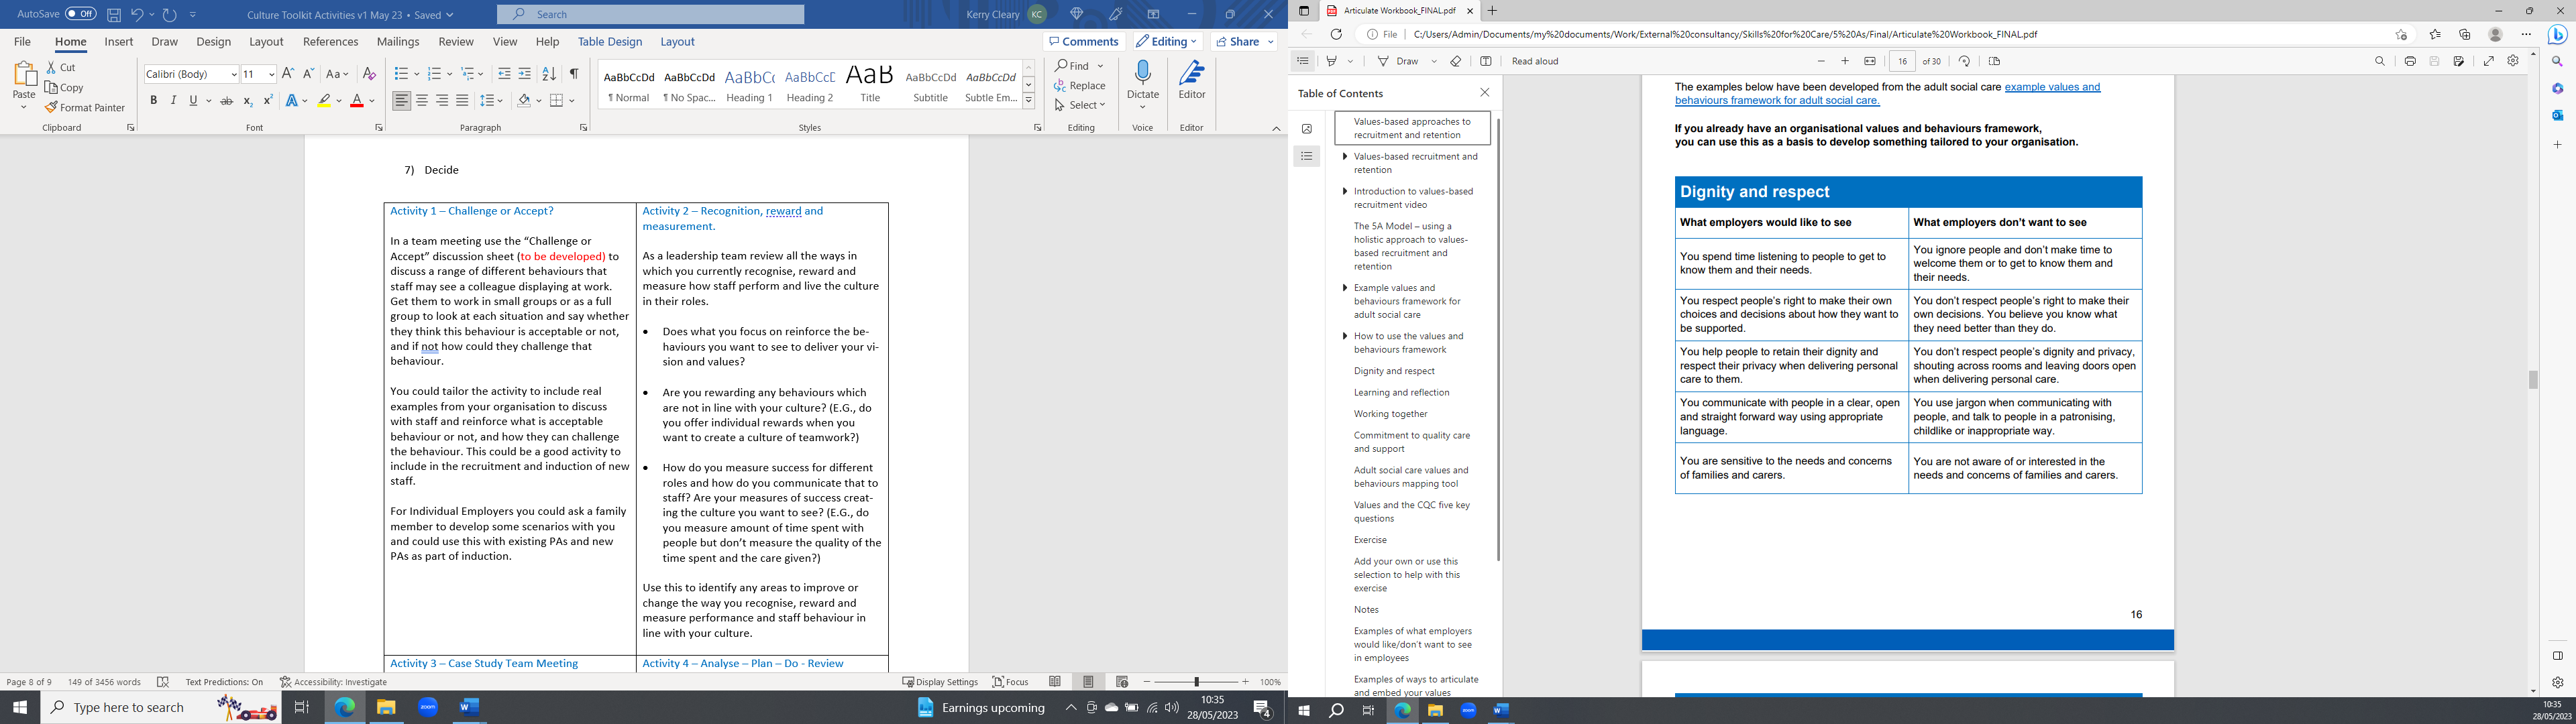 AutoSave Off
Culture Toolkit Activities v1 May 23 • Saved
Search
Kerry Cleary KC
File Home Insert Draw Design Layout References Mailings Review View Help Table Design Layout
Comments Editing Share
Paste
Cut
Copy
Format Painter
Clipboard
Calibri (Body) 11
Font
Paragraph
AaBbCcDd AaBbCcDd AaBbCc AaBbCcE AaB AaBbCcDd AaBbCcDd
¶ Normal ¶ No Spac... Heading 1 Heading 2 Title Subtitle Subtle Em...
Styles
Find
Replace
Select
Editing
Dictate
Voice
Editor
Editor
7) Decide
Activity 1 – Challenge or Accept?
In a team meeting use the “Challenge or
Accept” discussion sheet (to be developed) to
discuss a range of different behaviours that
staff may see a colleague displaying at work.
Get them to work in small groups or as a full
group to look at each situation and say whether
they think this behaviour is acceptable or not,
and if not how could they challenge that
behaviour.
You could tailor the activity to include real
examples from your organisation to discuss
with staff and reinforce what is acceptable
behaviour or not, and how they can challenge
the behaviour. This could be a good activity to
include in the recruitment and induction of new
staff.
For Individual Employers you could ask a family
member to develop some scenarios with you
and could use this with existing PAs and new
PAs as part of induction.
Activity 2 – Recognition, reward and
measurement.
As a leadership team review all the ways in
which you currently recognise, reward and
measure how staff perform and live the culture
in their roles.
• Does what you focus on reinforce the be-
haviours you want to see to deliver your vi-
sion and values?
• Are you rewarding any behaviours which
are not in line with your culture? (E.G., do
you offer individual rewards when you
want to create a culture of teamwork?)
• How do you measure success for different
roles and how do you communicate that to
staff? Are your measures of success creat-
ing the culture you want to see? (E.G., do
you measure amount of time spent with
people but don’t measure the quality of the
time spent and the care given?)
Use this to identify any areas to improve or
change the way you recognise, reward and
measure performance and staff behaviour in
line with your culture.
Activity 3 – Case Study Team Meeting
Activity 4 – Analyse – Plan – Do - Review
Page 8 of 9 149 of 3456 words Text Predictions: On Accessibility: Investigate
Display Settings Focus 100%
Type here to search
zoom
Earnings upcoming
10:35
28/05/2023
4
Articulate Workbook_FINAL.pdf
File C:/Users/Admin/Documents/my%20documents/Work/External%20consultancy/Skills%20for%20Care/5%20As/Final/Articulate%20Workbook_FINAL.pdf
Draw
Read aloud
16 of 30
Table of Contents
Values-based approaches to
recruitment and retention
Values-based recruitment and
retention
Introduction to values-based
recruitment video
The 5A Model – using a
holistic approach to values-
based recruitment and
retention
Example values and
behaviours framework for
adult social care
How to use the values and
behaviours framework
Dignity and respect
Learning and reflection
Working together
Commitment to quality care
and support
Adult social care values and
behaviours mapping tool
Values and the CQC five key
questions
Exercise
Add your own or use this
selection to help with this
exercise
Notes
Examples of what employers
would like/don’t want to see
in employees
Examples of ways to articulate
and embed your values
The examples below have been developed from the adult social care example values and
behaviours framework for adult social care.
If you already have an organisational values and behaviours framework,
you can use this as a basis to develop something tailored to your organisation.
Dignity and respect
What employers would like to see
What employers don’t want to see
You spend time listening to people to get to
know them and their needs.
You ignore people and don’t make time to
welcome them or to get to know them and
their needs.
You respect people’s right to make their own
choices and decisions about how they want to
be supported.
You don’t respect people’s right to make their
own decisions. You believe you know what
they need better than they do.
You help people to retain their dignity and
respect their privacy when delivering personal
care to them.
You don’t respect people’s dignity and privacy,
shouting across rooms and leaving doors open
when delivering personal care.
You communicate with people in a clear, open
and straight forward way using appropriate
language.
You use jargon when communicating with
people, and talk to people in a patronising,
childlike or inappropriate way.
You are sensitive to the needs and concerns
of families and carers.
You are not aware of or interested in the
needs and concerns of families and carers.
16
zoom
10:35
28/05/2023